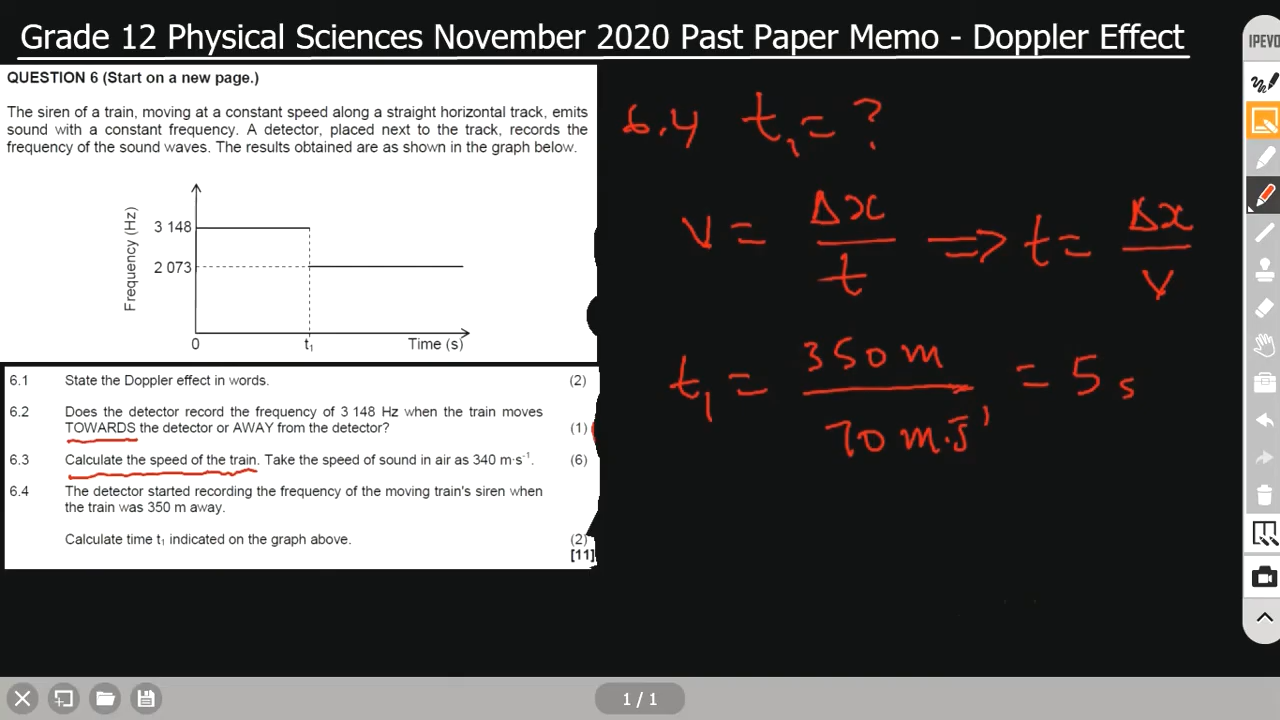 Grade 12 Physical Sciences November 2020 Past Paper Memo - Doppler Effect
IPEVO
QUESTION 6 (Start on a new page.)
The siren of a train, moving at a constant speed along a straight horizontal track, emits
sound with a constant frequency. A detector, placed next to the track, records the
frequency of the sound waves. The results obtained are as shown in the graph below.
Frequency (Hz)
3 148
2 073
0
t₁
Time (s)
6.1 State the Doppler effect in words. (2)
6.2 Does the detector record the frequency of 3 148 Hz when the train moves
TOWARDS the detector or AWAY from the detector? (1)
6.3 Calculate the speed of the train. Take the speed of sound in air as 340 m·s⁻¹. (6)
6.4 The detector started recording the frequency of the moving train's siren when
the train was 350 m away.
Calculate time t₁ indicated on the graph above. (2)
[11]
6.4 t₁ = ?
v = Δx / t ⇒ t = Δx / v
t₁ = 350 m / 70 m·s⁻¹ = 5 s
1 / 1